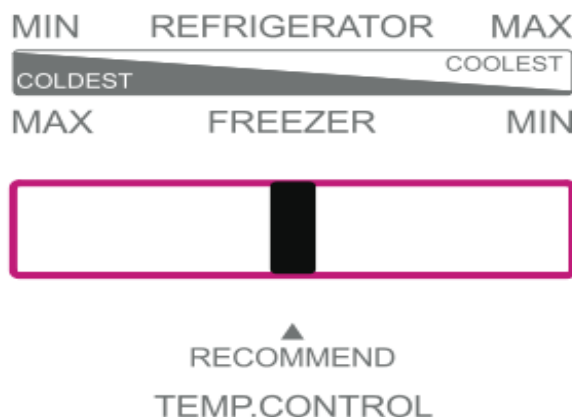 MIN REFRIGERATOR MAX
COOLEST
COLDEST
MAX FREEZER MIN
RECOMMEND
TEMP.CONTROL